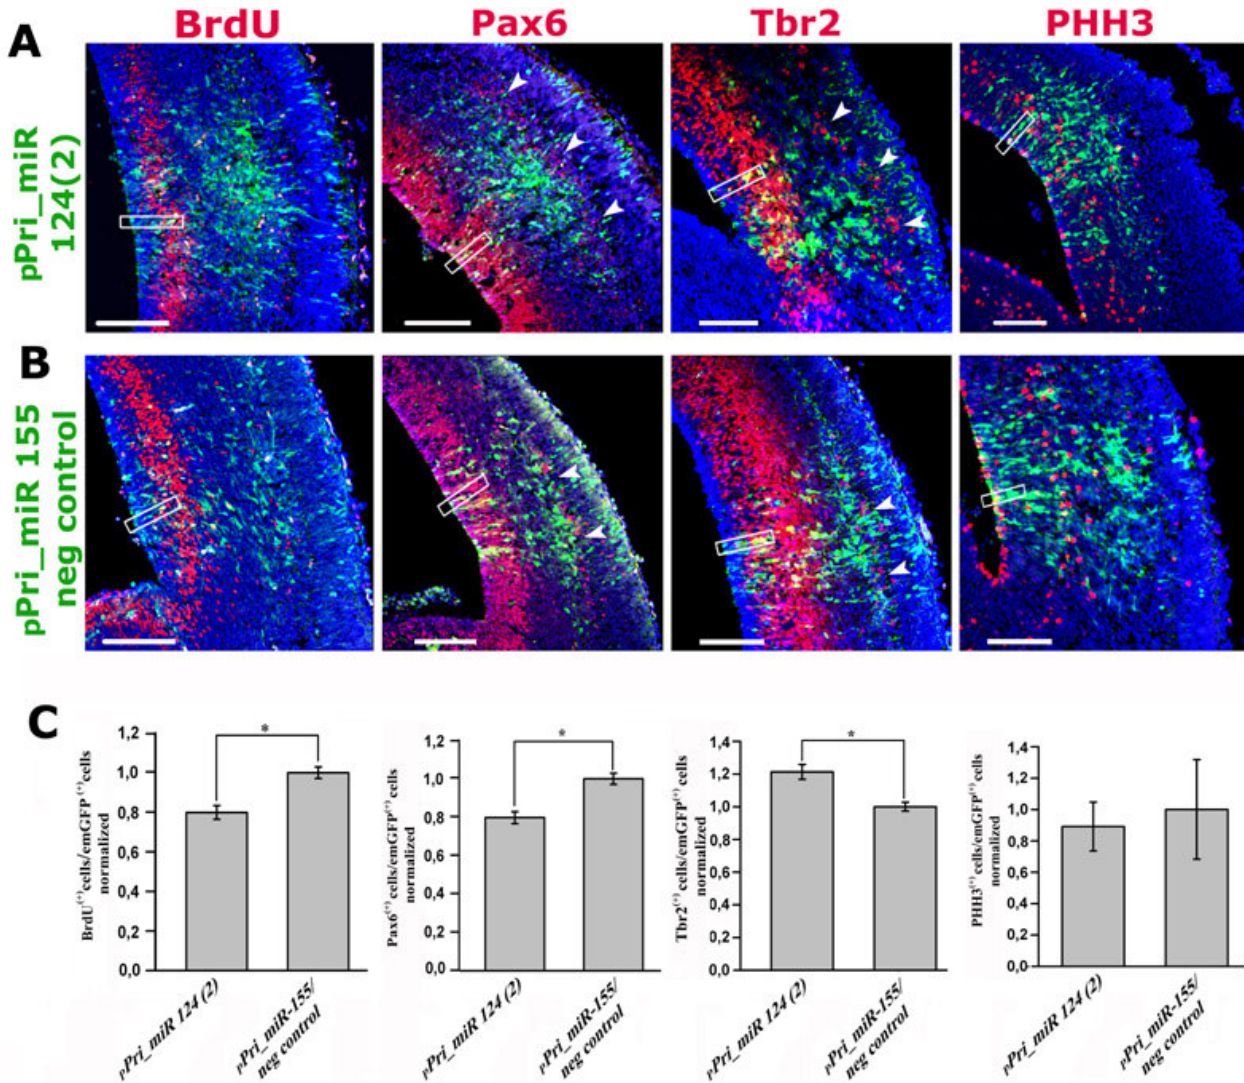 A
BrdU
Pax6
Tbr2
PHH3
pPri_miR
124(2)
B
pPri_miR 155
neg control
C
BrdU(+)cells/emGFP(+)cells
normalized
1,2
1,0
0,8
0,6
0,4
0,2
0,0
*
pPri_miR 124 (2)
pPri_miR-155/
neg control
Pax6(+) cells/emGFP(+) cells
normalized
1,2
1,0
0,8
0,6
0,4
0,2
0,0
*
pPri_miR 124 (2)
pPri_miR-155/
neg control
Tbr2(+) cells/emGFP(+) cells
normalized
1,4
1,2
1,0
0,8
0,6
0,4
0,2
0,0
*
pPri_miR 124 (2)
pPri_miR-155/
neg control
PHH3(+) cells/emGFP(+) cells
normalized
1,4
1,2
1,0
0,8
0,6
0,4
0,2
0,0
pPri_miR 124 (2)
pPri_miR-155/
neg control